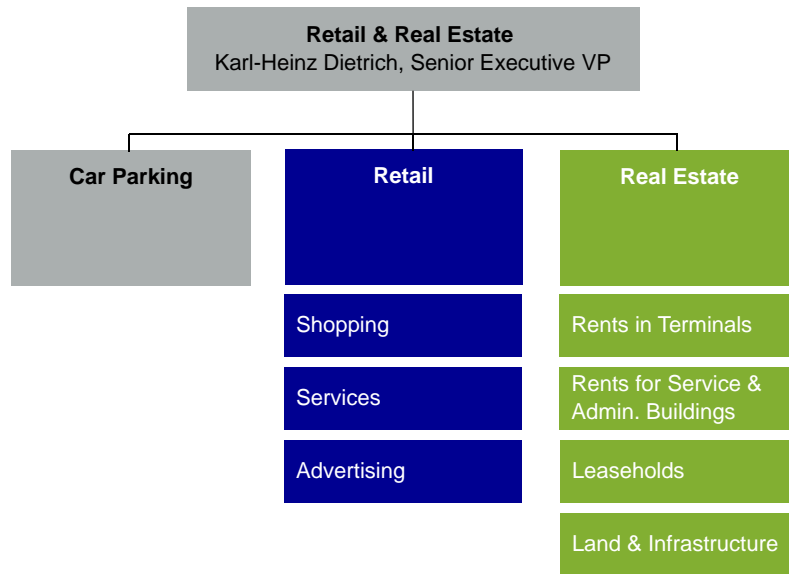 Retail & Real Estate
Karl-Heinz Dietrich, Senior Executive VP
Car Parking
Retail
Real Estate
Shopping
Services
Advertising
Rents in Terminals
Rents for Service &
Admin. Buildings
Leaseholds
Land & Infrastructure